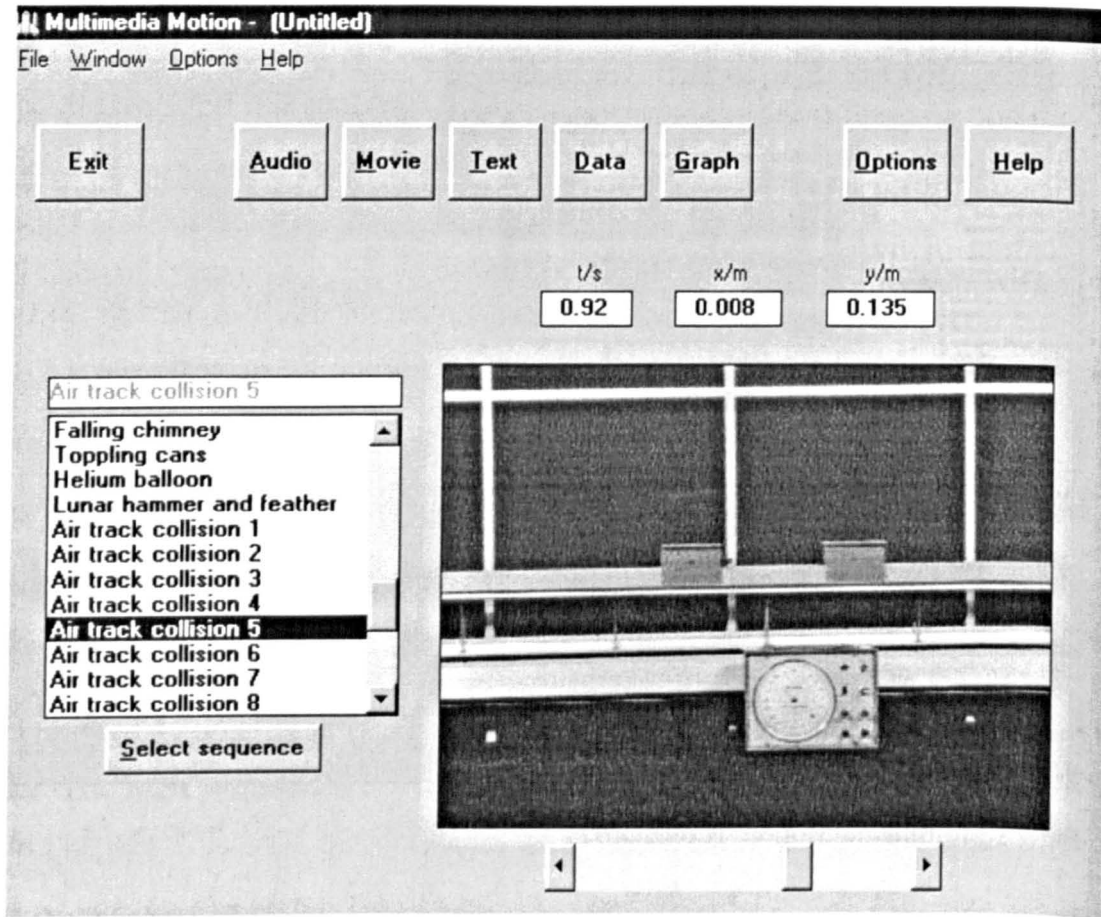 Multimedia Motion - (Untitled)
File Window Options Help
Exit Audio Movie Text Data Graph Options Help
t/s x/m y/m
0.92 0.008 0.135
Air track collision 5
Falling chimney
Toppling cans
Helium balloon
Lunar hammer and feather
Air track collision 1
Air track collision 2
Air track collision 3
Air track collision 4
Air track collision 5
Air track collision 6
Air track collision 7
Air track collision 8
Select sequence